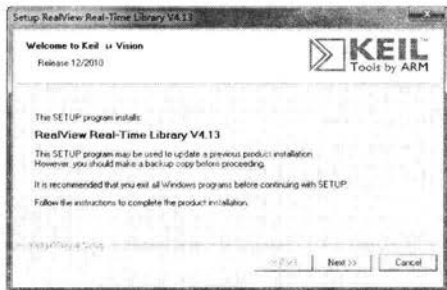 Setup RealView Real-Time Library V4.13
Welcome to Keil μ Vision
Release 12/2010
KEIL™
Tools by ARM
This SETUP program installs:
RealView Real-Time Library V4.13
This SETUP program may be used to update a previous product installation.
However, you should make a backup copy before proceeding.
It is recommended that you exit all Windows programs before continuing with SETUP.
Follow the instructions to complete the product installation.
Next >>
Cancel